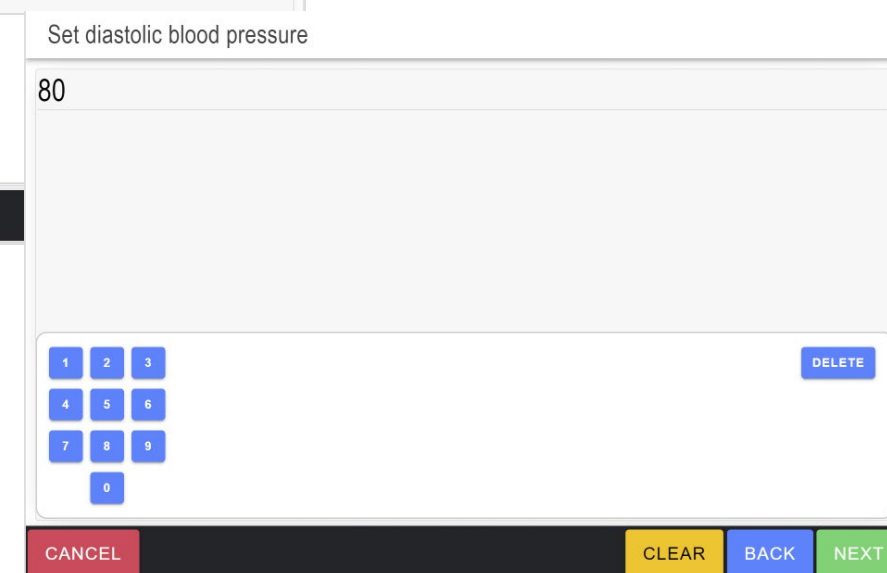 Set diastolic blood pressure
80
1 2 3 DELETE
4 5 6
7 8 9
0
CANCEL CLEAR BACK NEXT